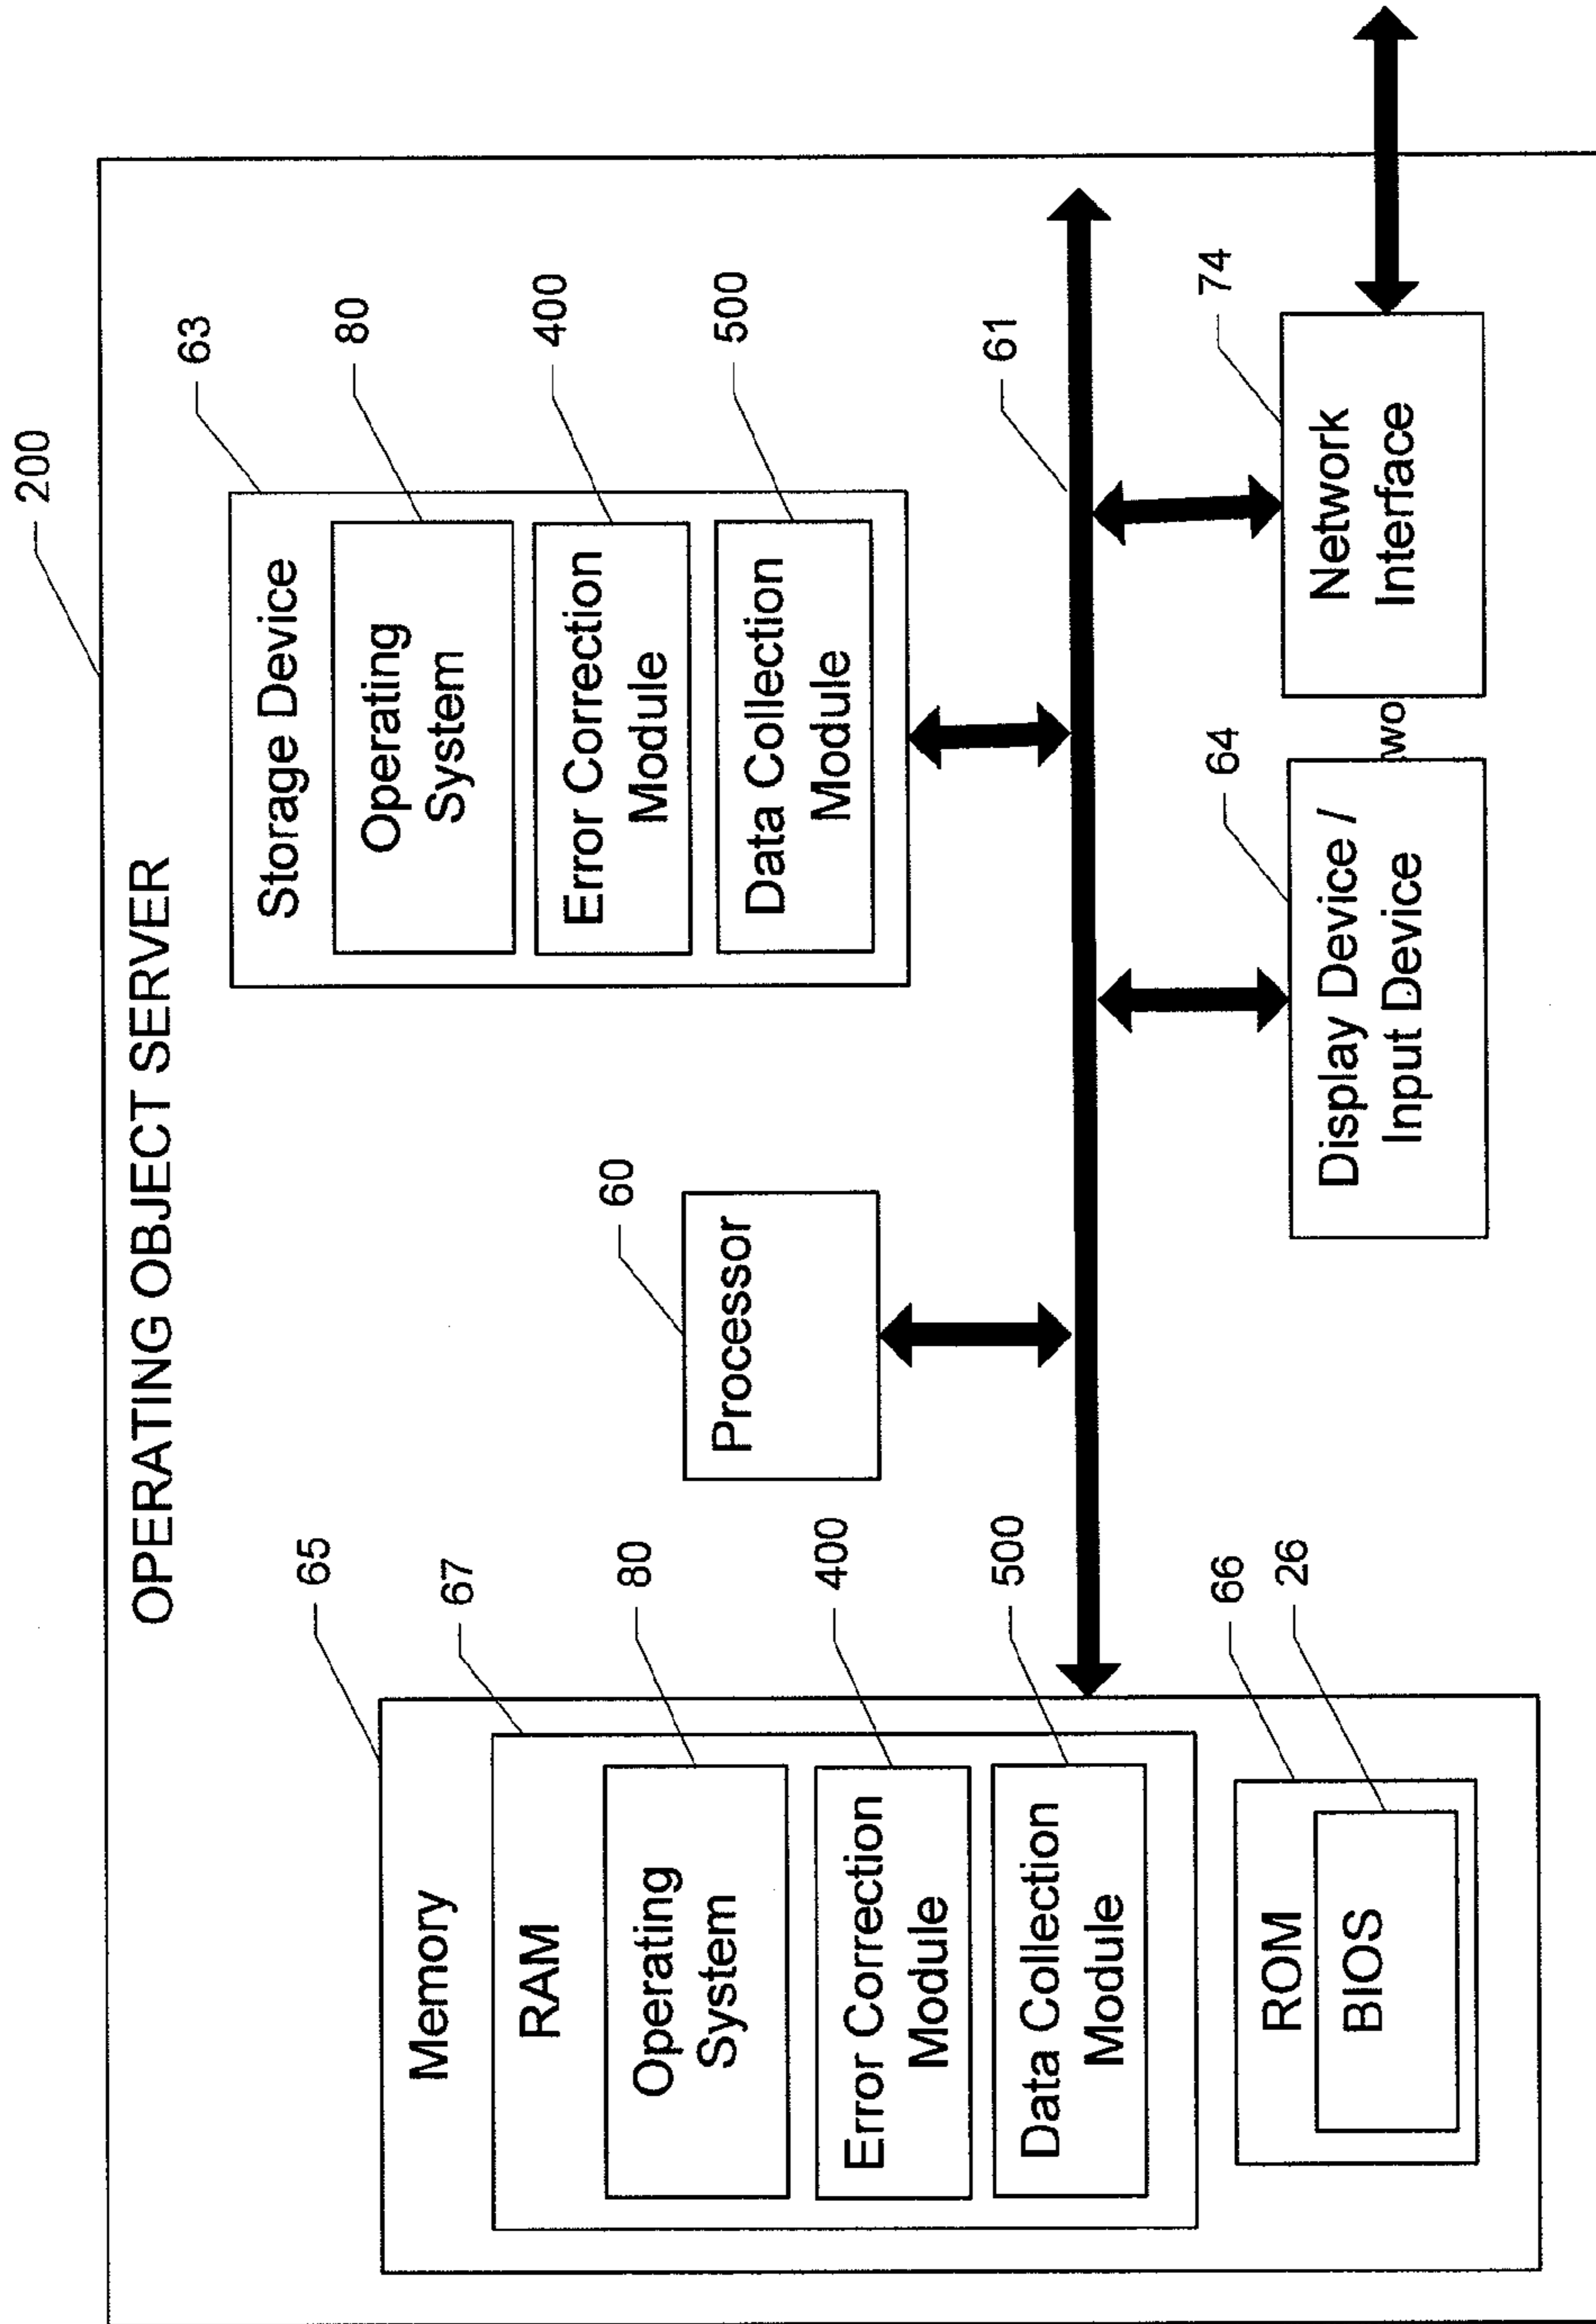 200
OPERATING OBJECT SERVER
65
Memory
67
RAM
80
Operating
System
400
Error Correction
Module
500
Data Collection
Module
66
ROM
26
BIOS
60
Processor
63
Storage Device
80
Operating
System
400
Error Correction
Module
500
Data Collection
Module
61
64
Display Device /
Input Device
wo
74
Network
Interface